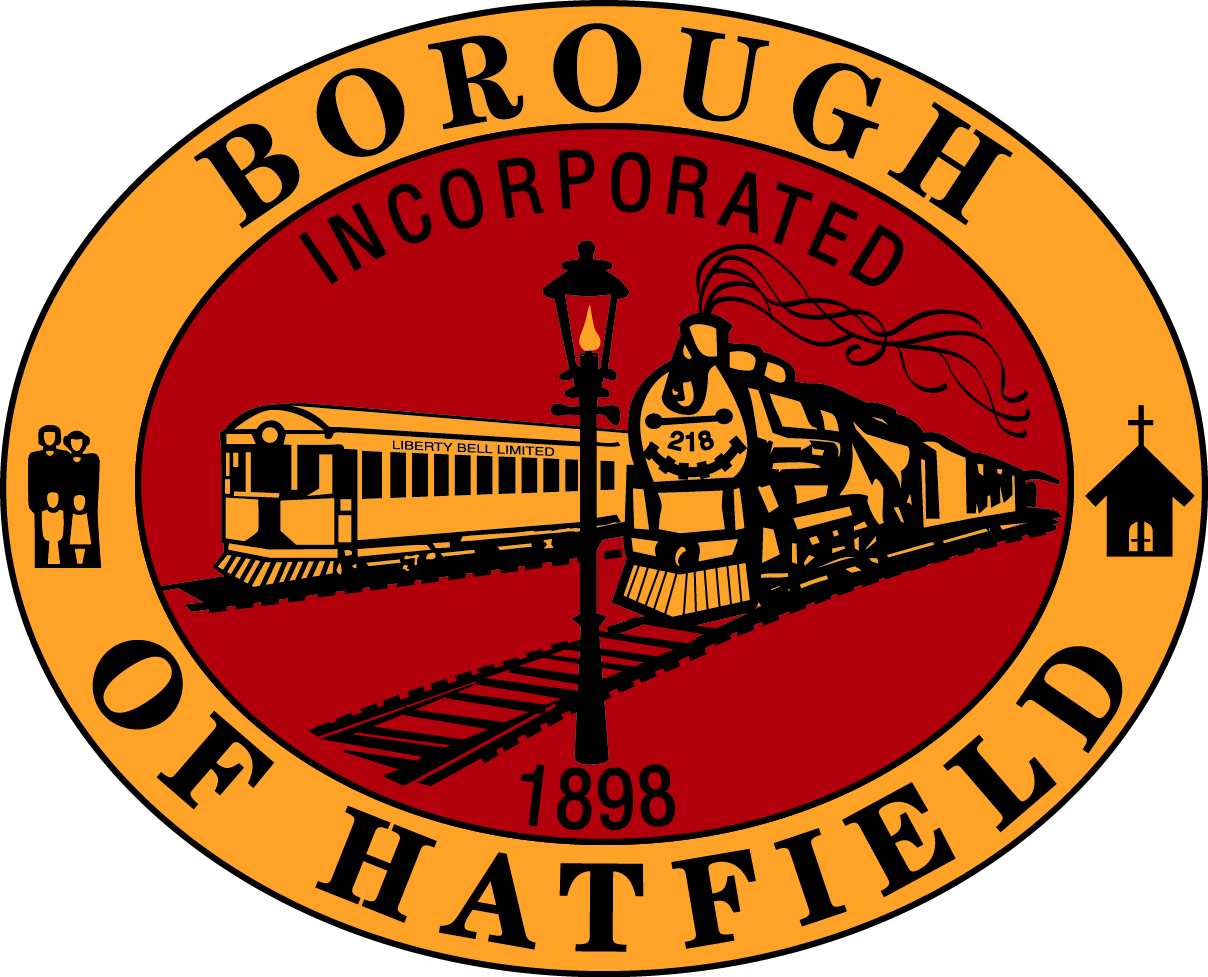 BOROUGH
INCORPORATED
LIBERTY BELL LIMITED
218
1898
OF HATFIELD